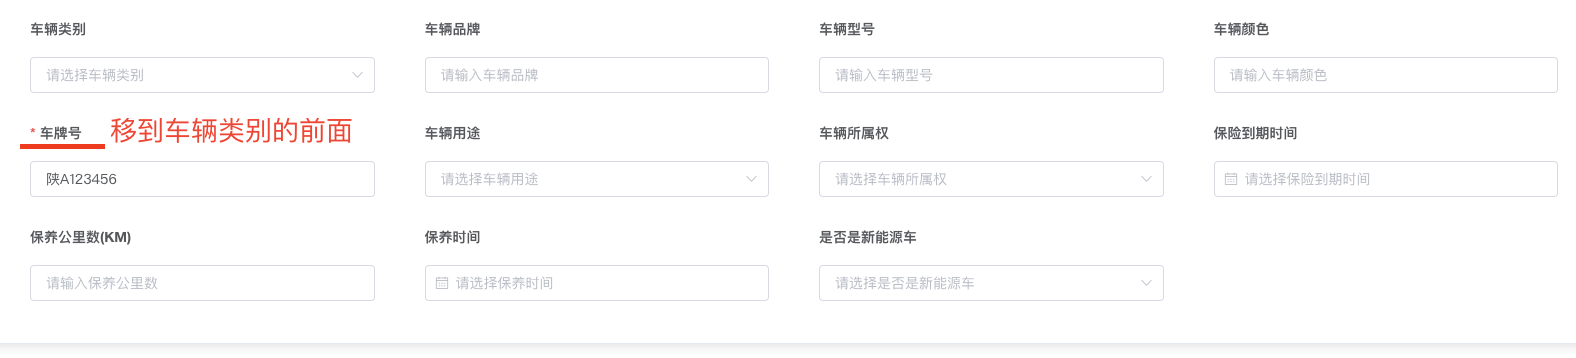 车辆类别 车辆品牌 车辆型号 车辆颜色
请选择车辆类别 请输入车辆品牌 请输入车辆型号 请输入车辆颜色
* 车牌号 移到车辆类别的前面 车辆用途 车辆所属权 保险到期时间
陕A123456 请选择车辆用途 请选择车辆所属权 请选择保险到期时间
保养公里数(KM) 保养时间 是否是新能源车
请输入保养公里数 请选择保养时间 请选择是否是新能源车